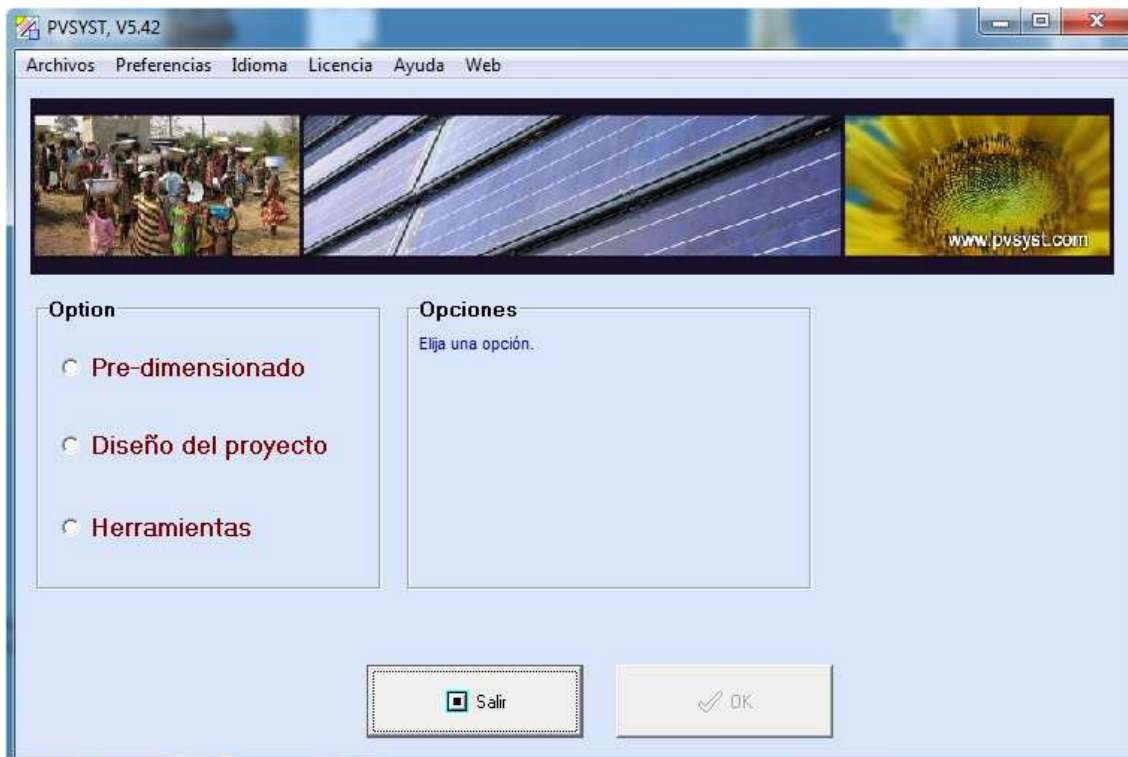 PVSYST, V5.42
Archivos Preferencias Idioma Licencia Ayuda Web
www.pvsyst.com
Option
Pre-dimensionado
Diseño del proyecto
Herramientas
Opciones
Elija una opción.
Salir
OK